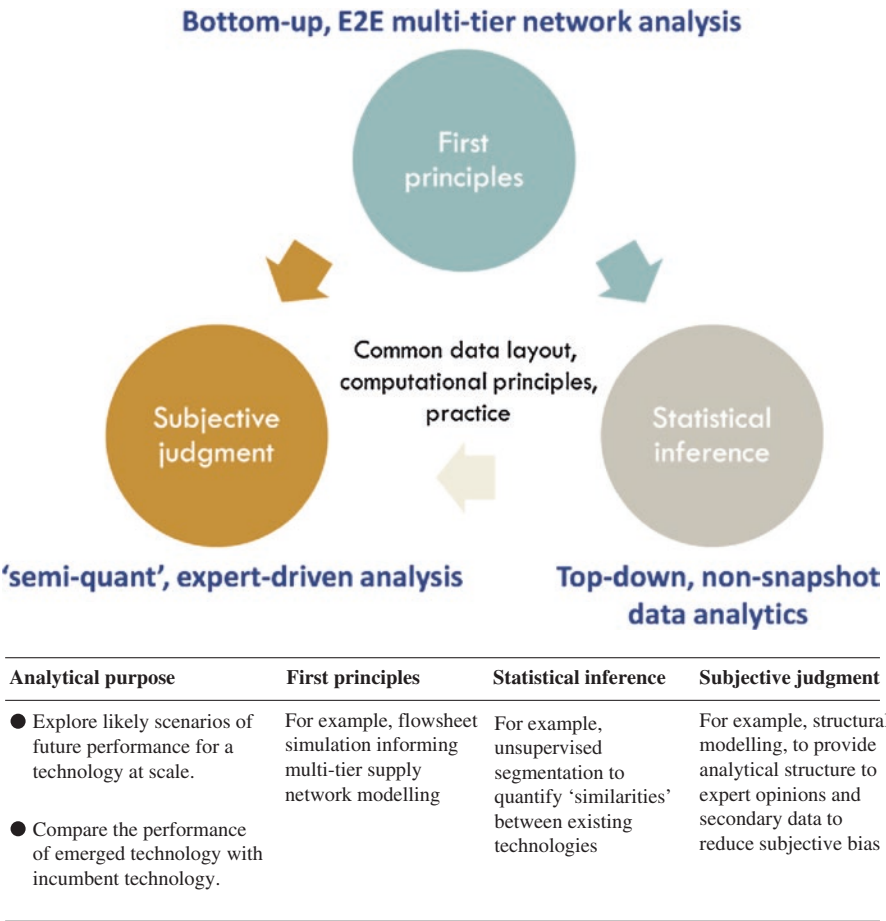 Bottom-up, E2E multi-tier network analysis
First
principles
Common data layout,
computational principles,
practice
Subjective
judgment
Statistical
inference
‘semi-quant’, expert-driven analysis
Top-down, non-snapshot
data analytics
Analytical purpose First principles Statistical inference Subjective judgment
● Explore likely scenarios of
future performance for a
technology at scale.
● Compare the performance
of emerged technology with
incumbent technology.
For example, flowsheet
simulation informing
multi-tier supply
network modelling
For example,
unsupervised
segmentation to
quantify ‘similarities’
between existing
technologies
For example, structural
modelling, to provide
analytical structure to
expert opinions and
secondary data to
reduce subjective bias